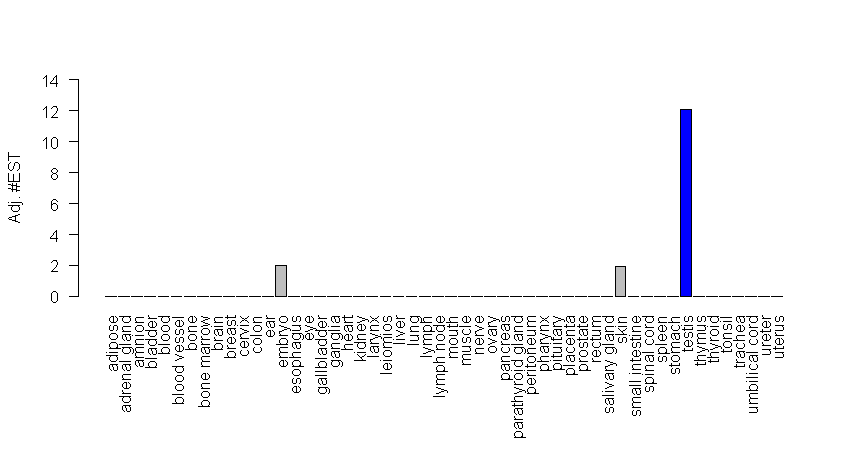 Adj. #EST
14
12
10
8
6
4
2
0
adipose
adrenal gland
amnion
bladder
blood
blood vessel
bone
bone marrow
brain
breast
cervix
colon
ear
embryo
esophagus
eye
gallbladder
ganglia
heart
kidney
larynx
leiomios
liver
lung
lymph
lymph node
mouth
muscle
nerve
ovary
pancreas
parathyroid gland
peritoneum
pharynx
pituitary
placenta
prostate
rectum
salivary gland
skin
small intestine
spinal cord
spleen
stomach
testis
thymus
thyroid
tonsil
trachea
umbilical cord
ureter
uterus